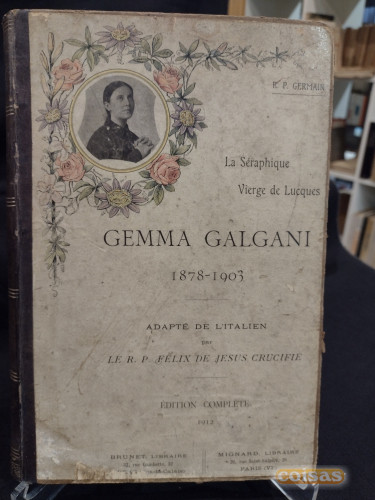 R. P. GERMAIN
La Séraphique
Vierge de Lucques
GEMMA GALGANI
1878-1903
ADAPTÉ DE L'ITALIEN
par
LE R. P. FÉLIX DE JÉSUS CRUCIFIÉ
ÉDITION COMPLÈTE
1912
BRUNET, LIBRAIRE
MIGNARD, LIBRAIRE
PARIS
coisas